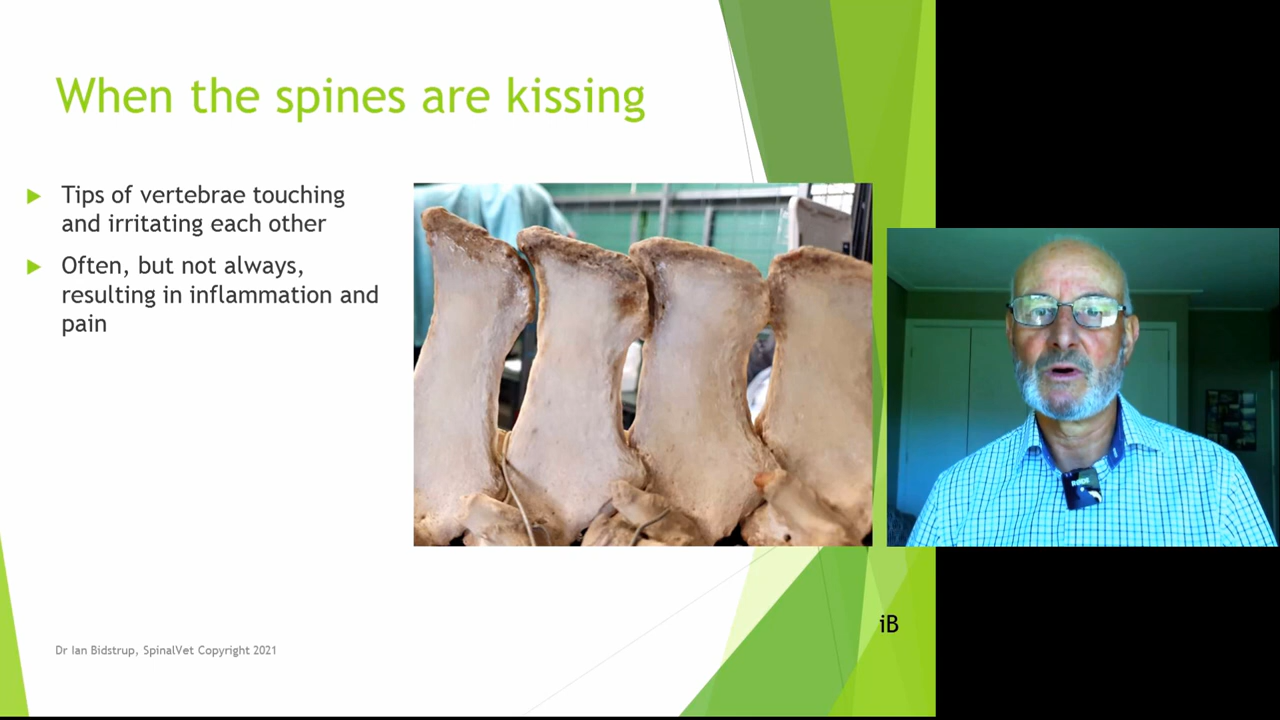 When the spines are kissing
Tips of vertebrae touching
and irritating each other
Often, but not always,
resulting in inflammation and
pain
iB
Dr Ian Bidstrup, SpinalVet Copyright 2021